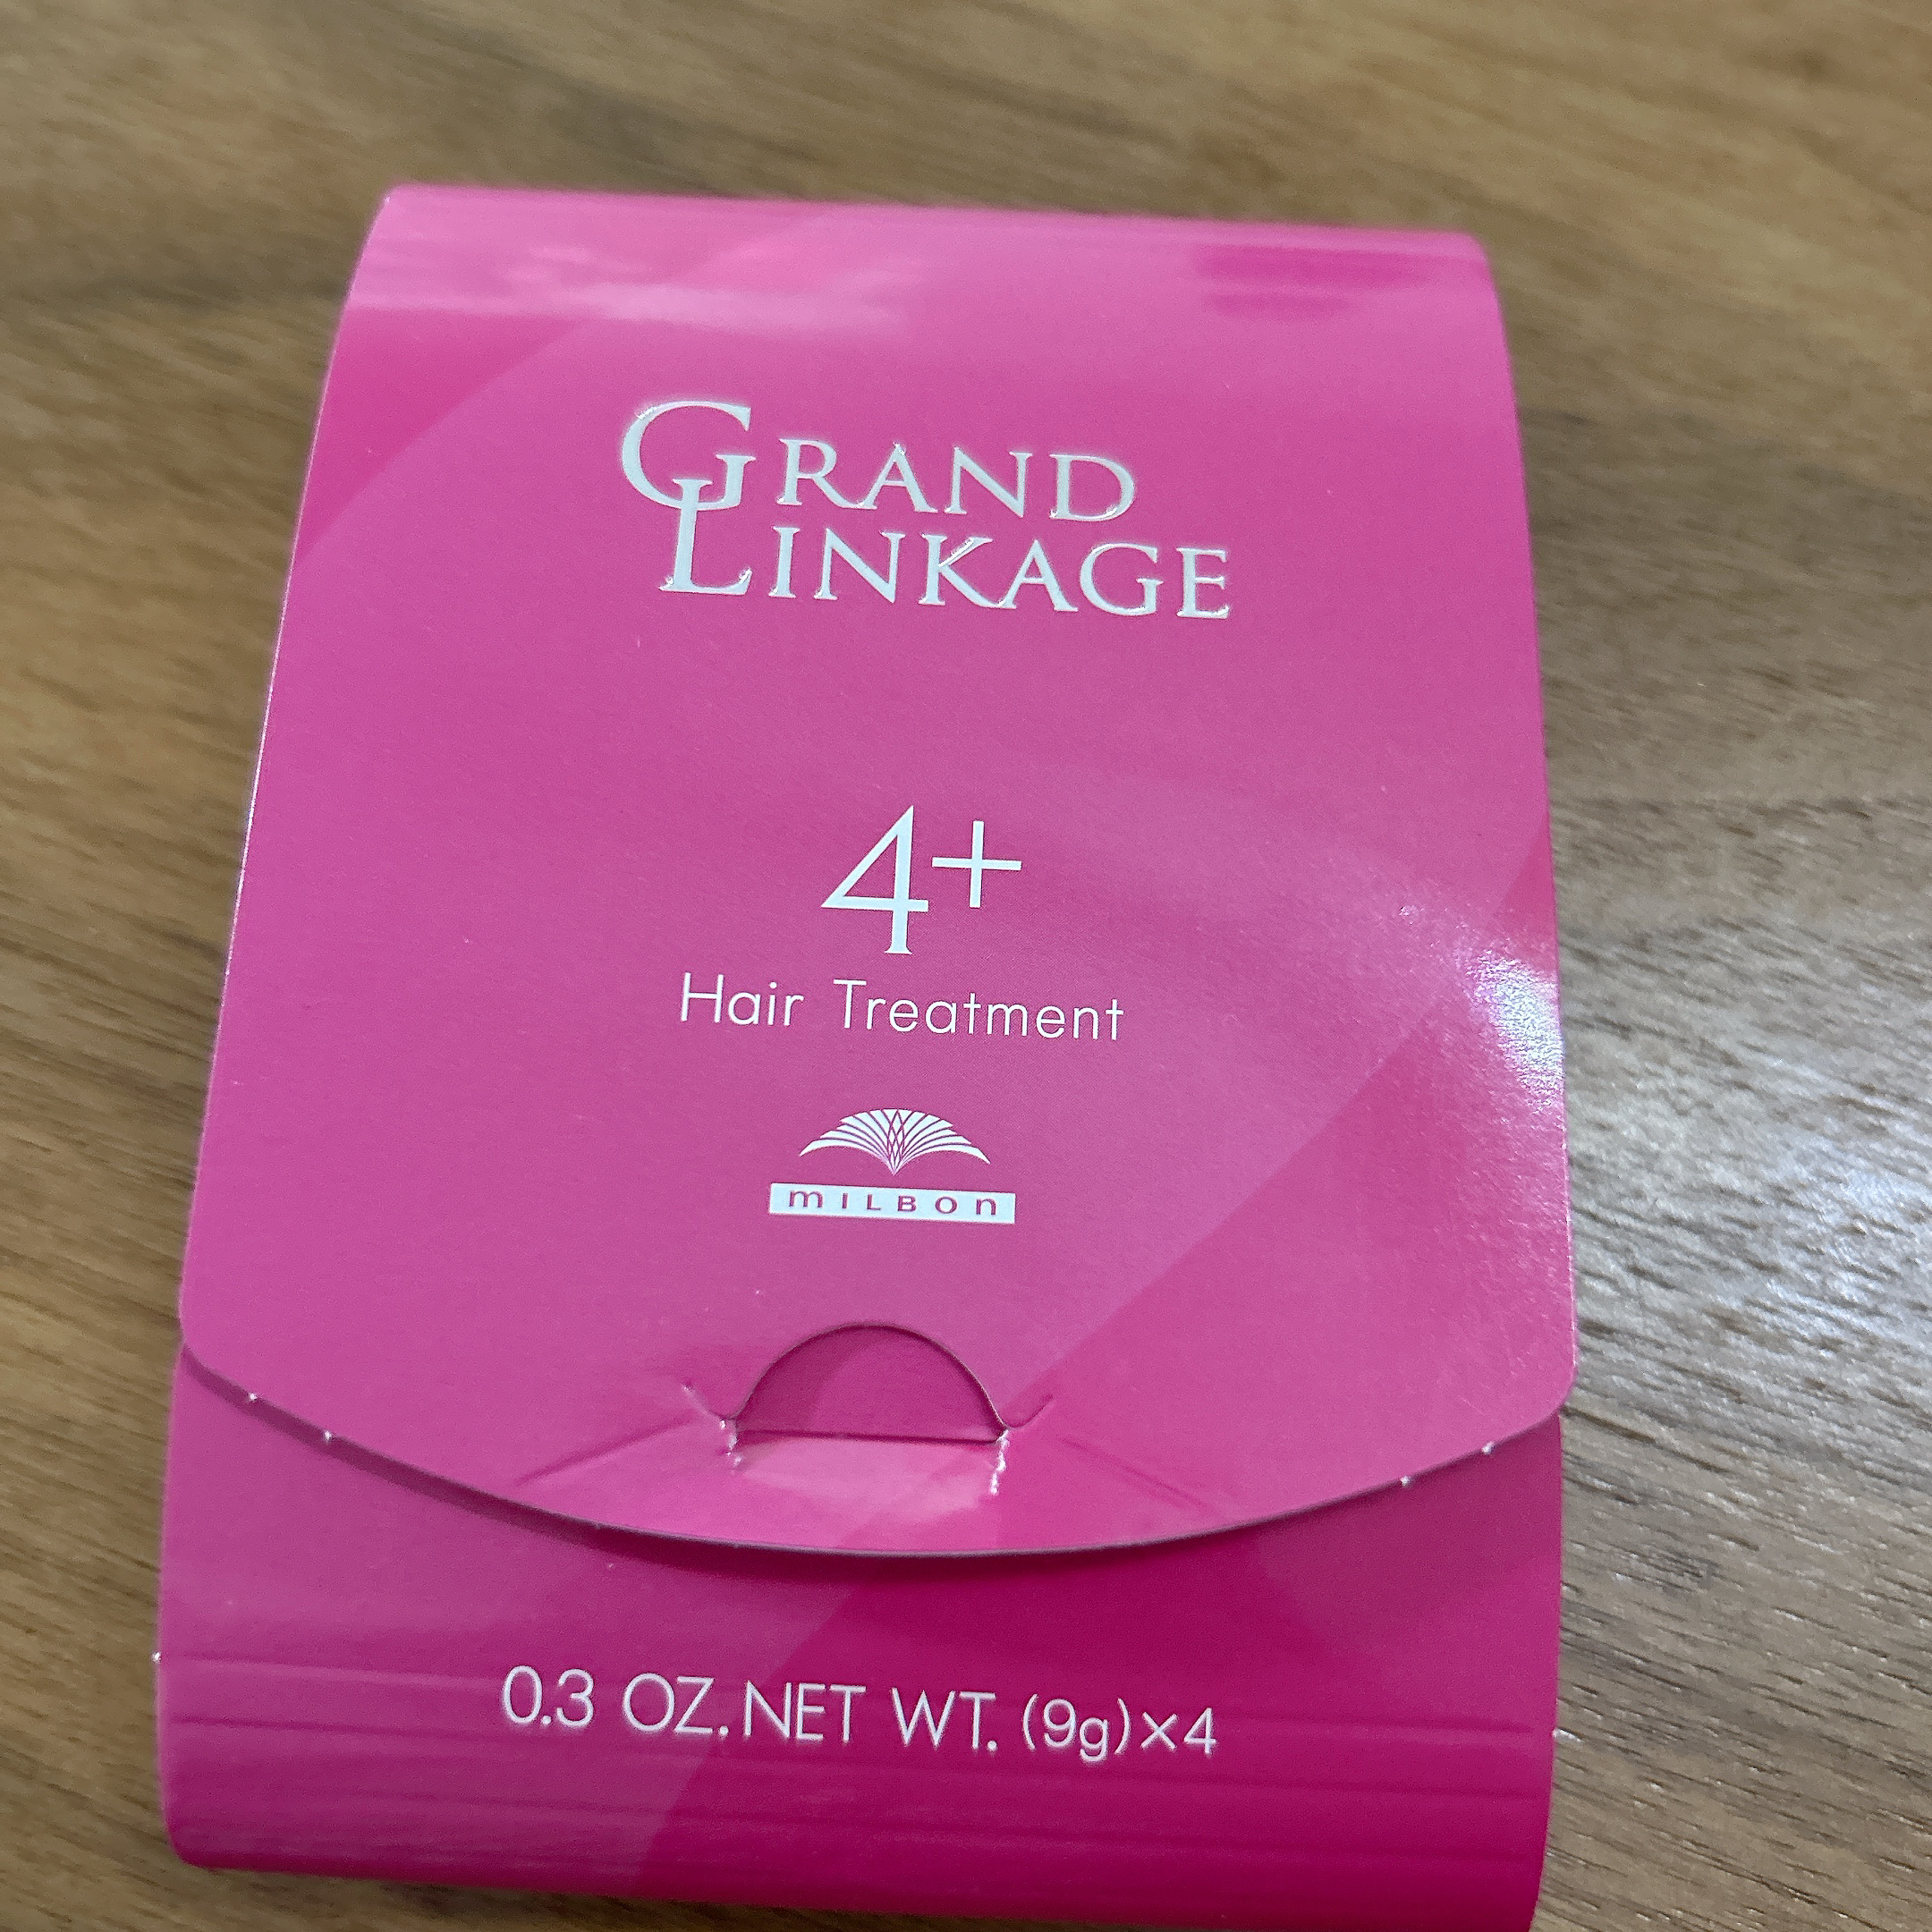 GRAND
LINKAGE
4+
Hair Treatment
mILBOn
0.3 OZ. NET WT. (9g)×4